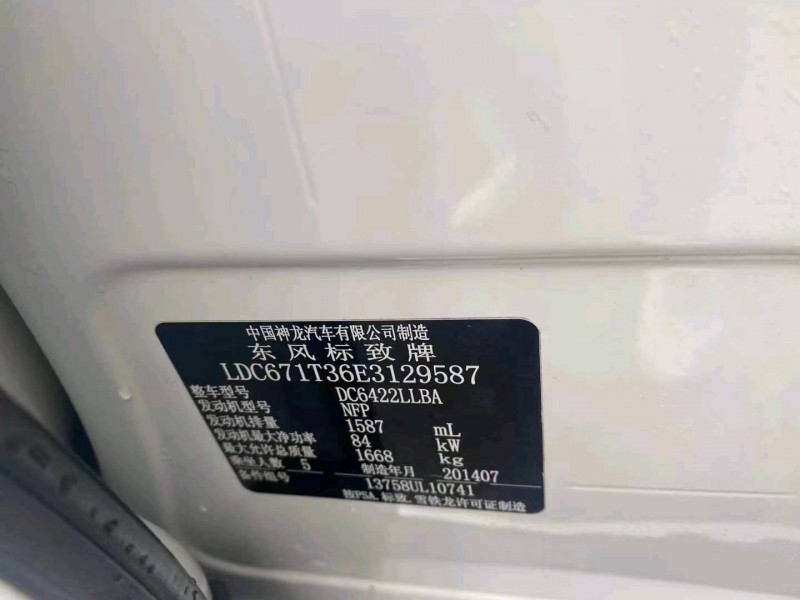 中国神龙汽车有限公司制造
东风标致牌
LDC671T36E3129587
整车型号 DC6422LLBA
发动机型号 NFP
发动机排量 1587 mL
发动机最大净功率 84 kW
最大允许总质量 1668 kg
乘坐人数 5 制造年月 201407
备件组号 13758UL10741
按PSA.标致.雪铁龙许可证制造